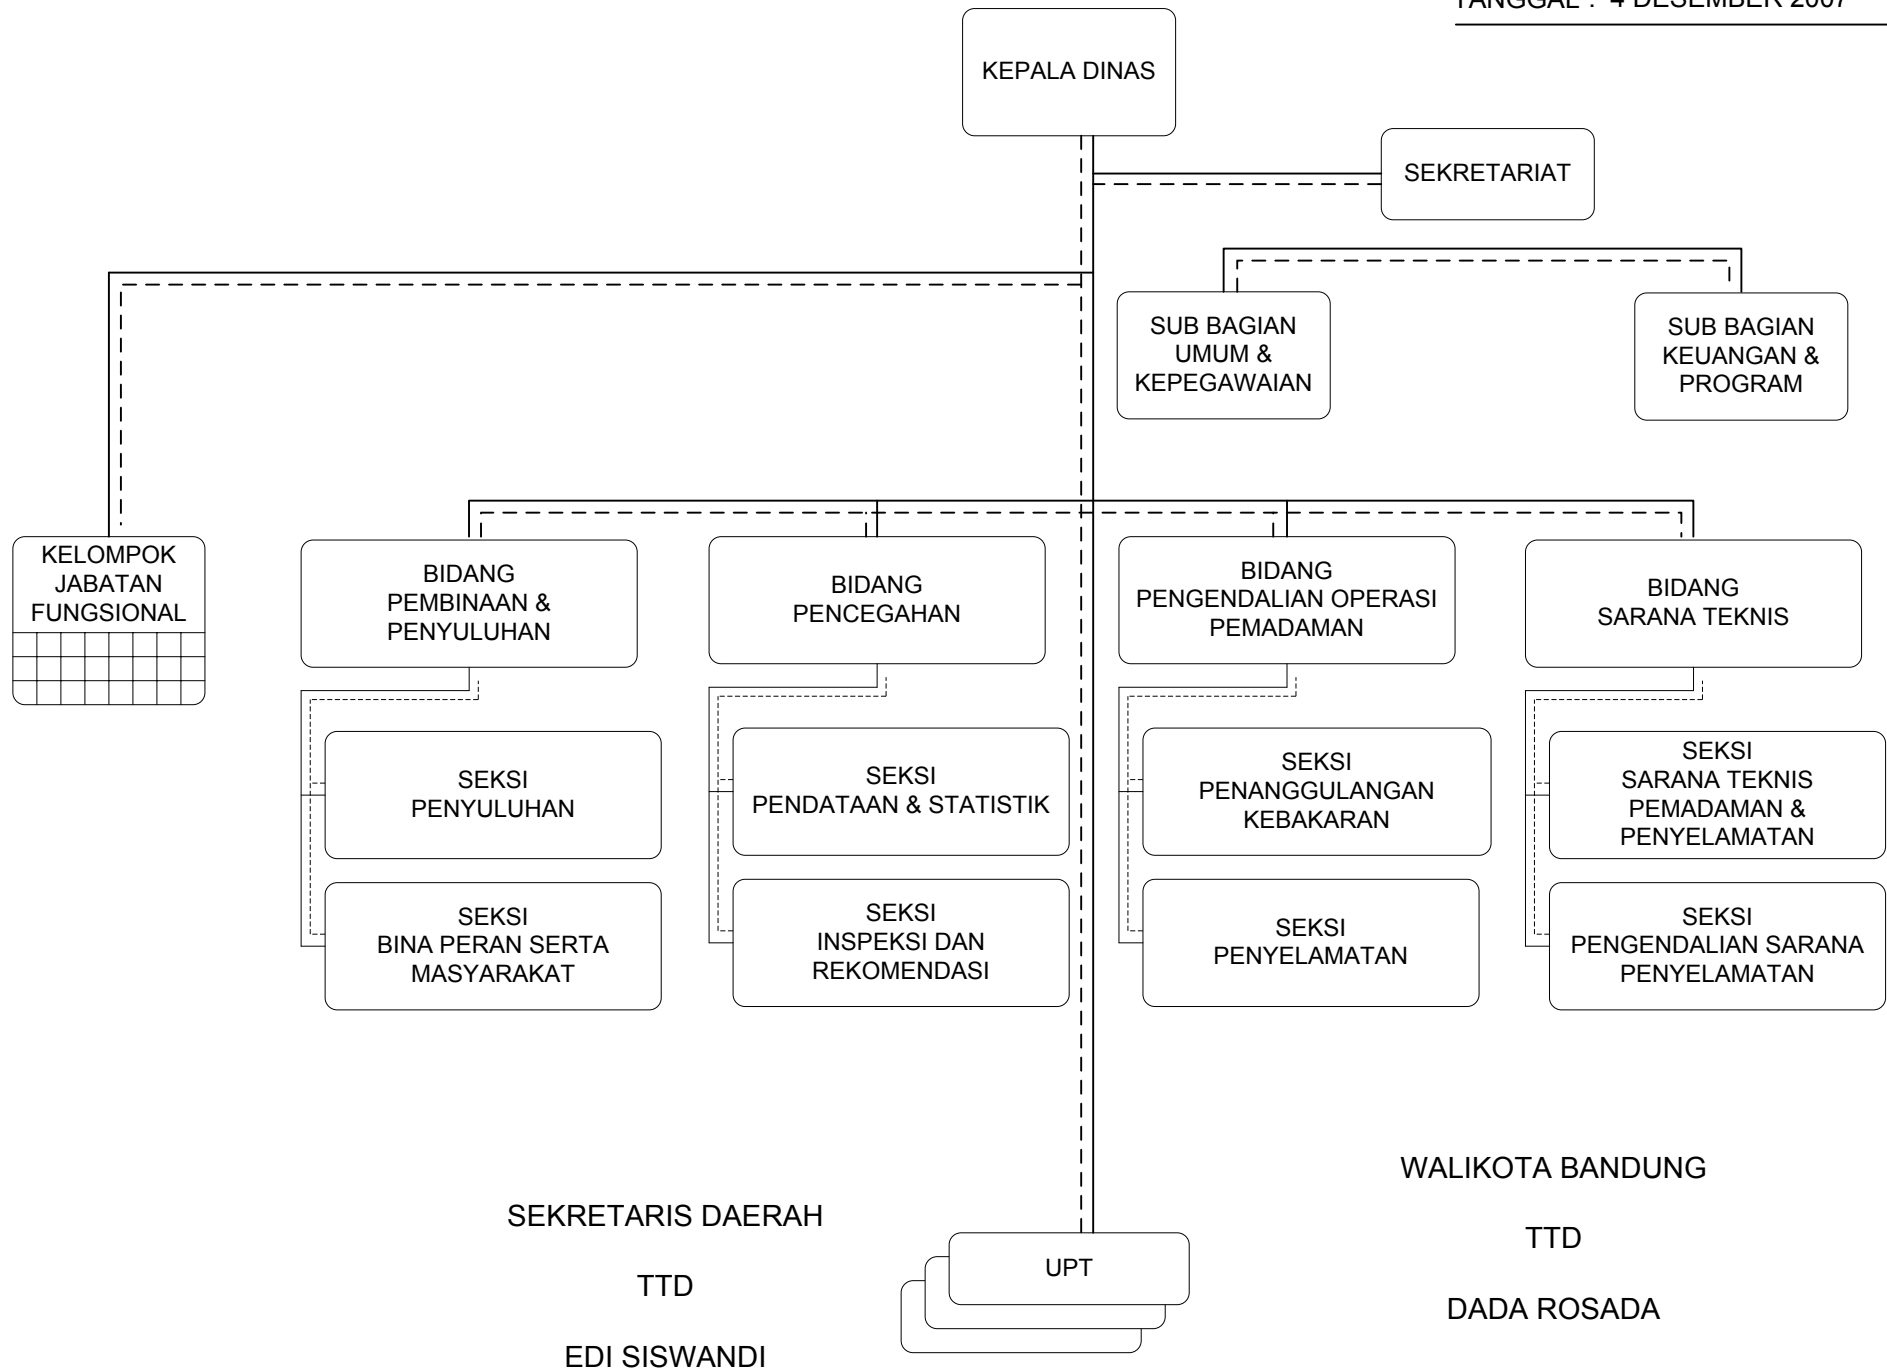 TANGGAL : 4 DESEMBER 2007
KEPALA DINAS
SEKRETARIAT
SUB BAGIAN
UMUM &
KEPEGAWAIAN
SUB BAGIAN
KEUANGAN &
PROGRAM
KELOMPOK
JABATAN
FUNGSIONAL
BIDANG
PEMBINAAN &
PENYULUHAN
BIDANG
PENCEGAHAN
BIDANG
PENGENDALIAN OPERASI
PEMADAMAN
BIDANG
SARANA TEKNIS
SEKSI
PENYULUHAN
SEKSI
PENDATAAN & STATISTIK
SEKSI
PENANGGULANGAN
KEBAKARAN
SEKSI
SARANA TEKNIS
PEMADAMAN &
PENYELAMATAN
SEKSI
BINA PERAN SERTA
MASYARAKAT
SEKSI
INSPEKSI DAN
REKOMENDASI
SEKSI
PENYELAMATAN
SEKSI
PENGENDALIAN SARANA
PENYELAMATAN
UPT
SEKRETARIS DAERAH
TTD
EDI SISWANDI
WALIKOTA BANDUNG
TTD
DADA ROSADA